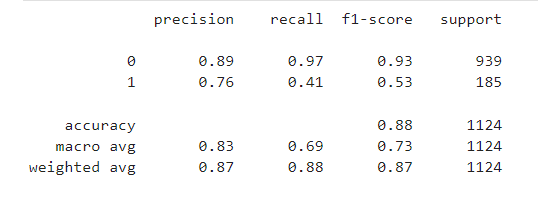 precision recall f1-score support
0 0.89 0.97 0.93 939
1 0.76 0.41 0.53 185
accuracy 0.88 1124
macro avg 0.83 0.69 0.73 1124
weighted avg 0.87 0.88 0.87 1124